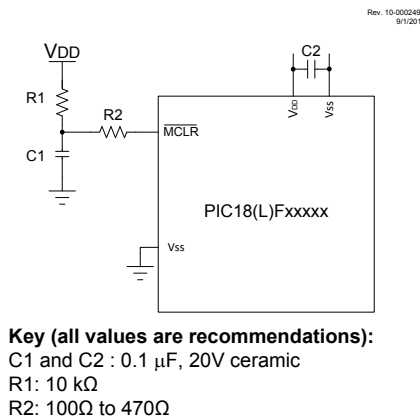 Rev. 10-000249
9/1/201
VDD
C2
R1
R2
VDD
Vss
MCLR
C1
PIC18(L)Fxxxxx
Vss
Key (all values are recommendations):
C1 and C2 : 0.1 μF, 20V ceramic
R1: 10 kΩ
R2: 100Ω to 470Ω